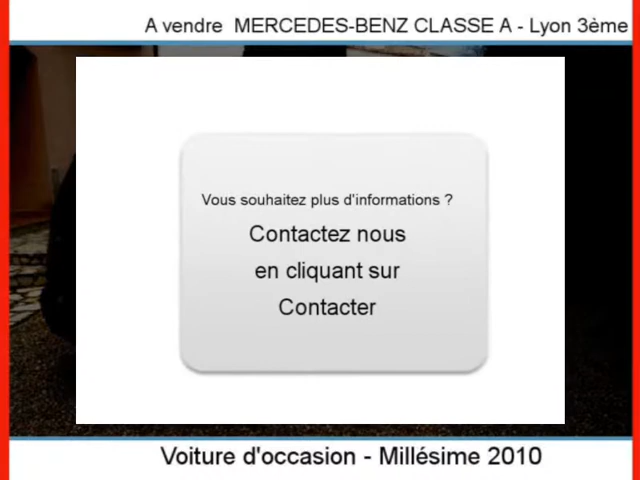 A vendre  MERCEDES-BENZ CLASSE A - Lyon 3ème
Vous souhaitez plus d'informations ?
Contactez nous
en cliquant sur
Contacter
Voiture d'occasion - Millésime 2010